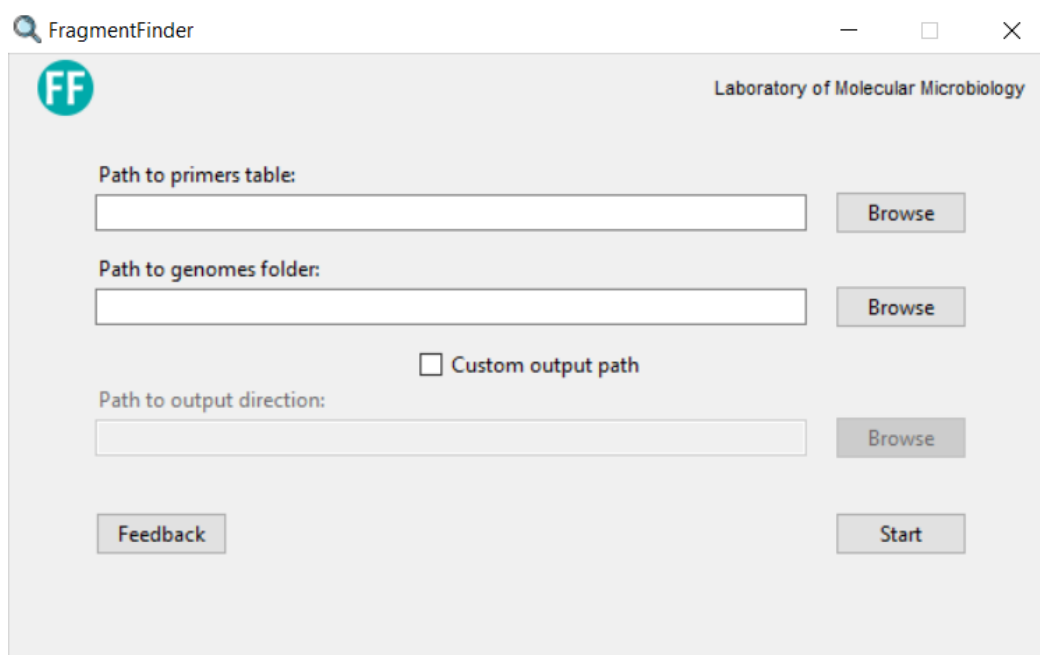 FragmentFinder
FF
Laboratory of Molecular Microbiology
Path to primers table:
Browse
Path to genomes folder:
Browse
Custom output path
Path to output direction:
Browse
Feedback
Start